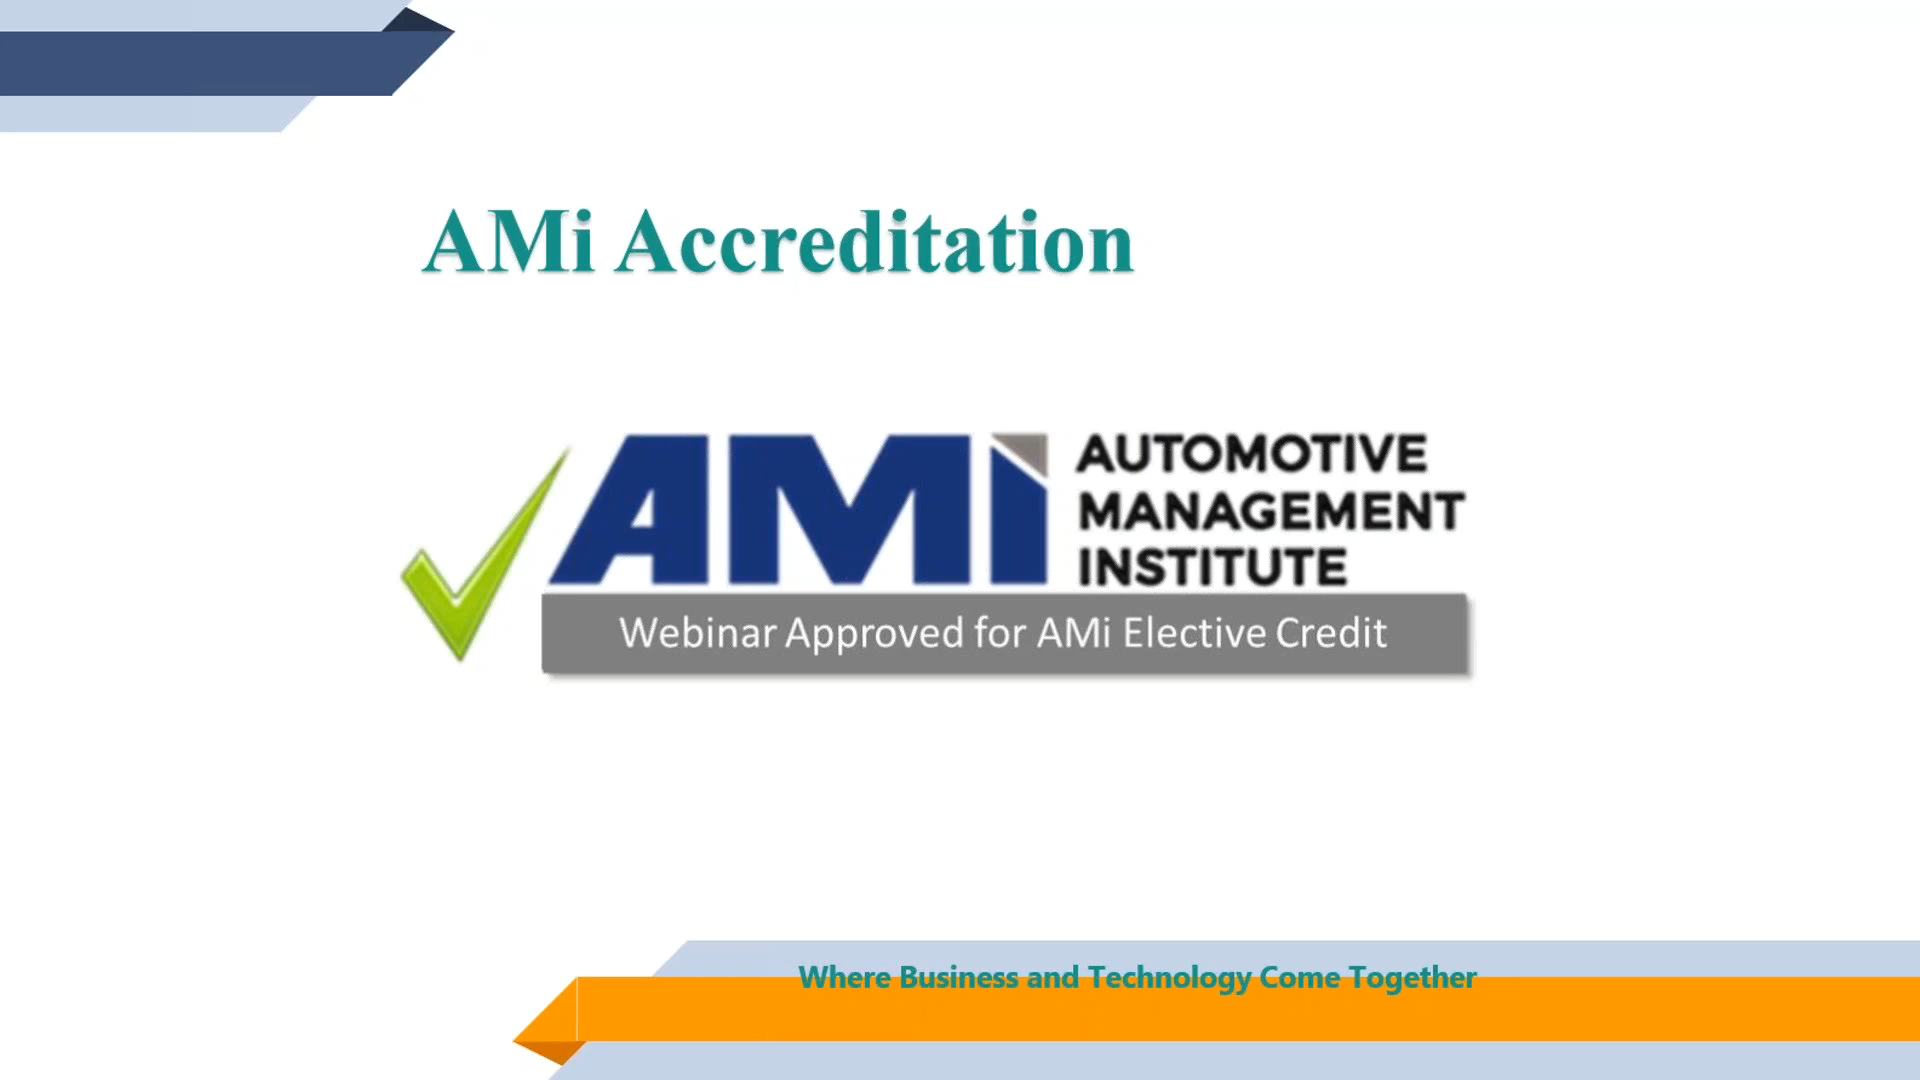 AMi Accreditation
AMi AUTOMOTIVE
MANAGEMENT
INSTITUTE
Webinar Approved for AMi Elective Credit
Where Business and Technology Come Together